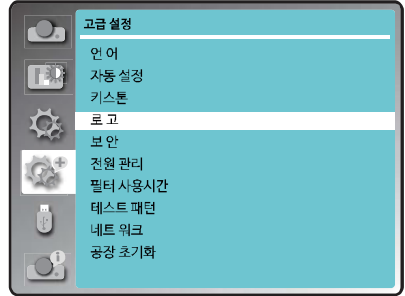 고급 설정
언 어
자동 설정
키스톤
로 고
보 안
전원 관리
필터 사용시간
테스트 패턴
네트 워크
공장 초기화